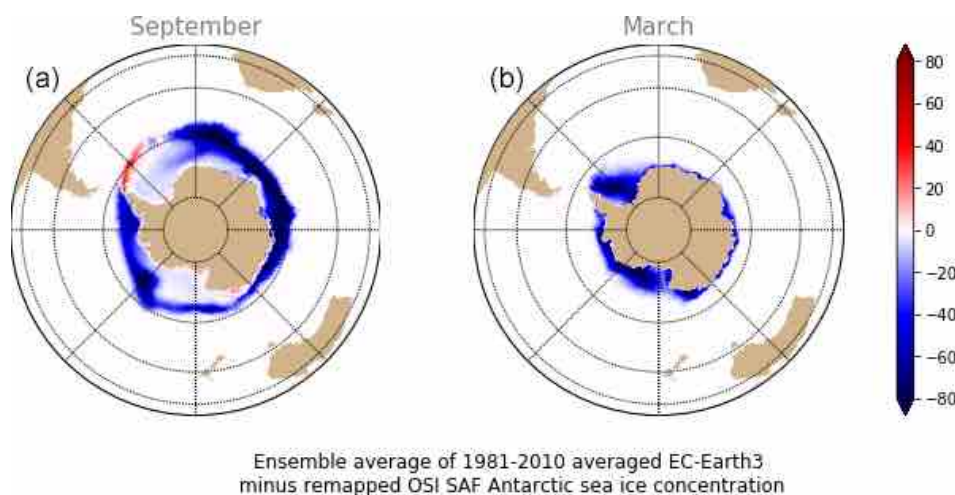 September
March
(a)
(b)
80
60
40
20
0
−20
−40
−60
−80
Ensemble average of 1981-2010 averaged EC-Earth3
minus remapped OSI SAF Antarctic sea ice concentration